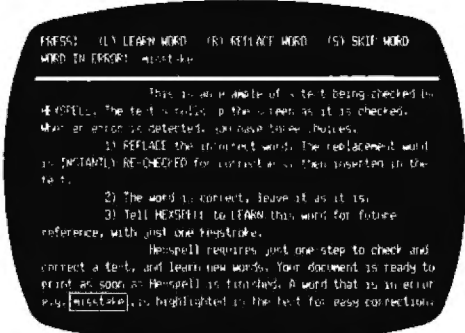 PRESS: (L) LEARN WORD (R) REPLACE WORD (S) SKIP WORD
WORD IN ERROR: misstake
This is an example of a text being checked by
HEXSPELL. The text scrolls up the screen as it is checked.
When an error is detected, you have three choices.
1) REPLACE the incorrect word. The replacement word
is INSTANTLY RE-CHECKED for correctness, then inserted in the
text.
2) The word is correct, leave it as it is.
3) Tell HEXSPELL to LEARN this word for future
reference, with just one keystroke.
Hexspell requires just one step to check and
correct a text, and learn new words. Your document is ready to
print as soon as Hexspell is finished. A word that is in error
e.g. misstake, is highlighted in the text for easy correction.